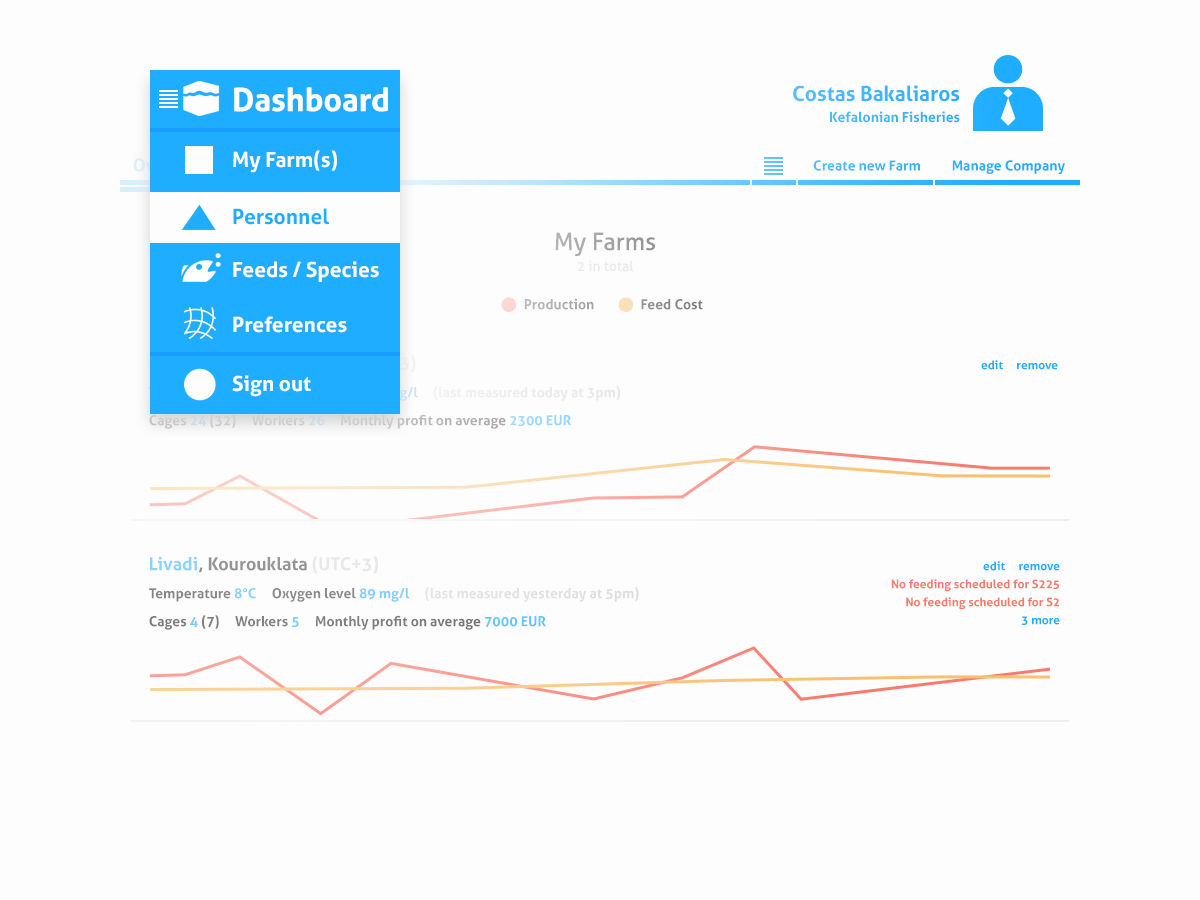 Dashboard
My Farm(s)
Personnel
Feeds / Species
Preferences
Sign out
Costas Bakaliaros
Kefalonian Fisheries
Create new Farm
Manage Company
My Farms
2 in total
Production Feed Cost
edit remove
mg/l (last measured today at 3pm)
Cages 24 (32) Workers 26 Monthly profit on average 2300 EUR
Livadi, Kourouklata (UTC+3)
edit remove
Temperature 8°C Oxygen level 89 mg/l (last measured yesterday at 5pm)
No feeding scheduled for S225
No feeding scheduled for S2
Cages 4 (7) Workers 5 Monthly profit on average 7000 EUR
3 more